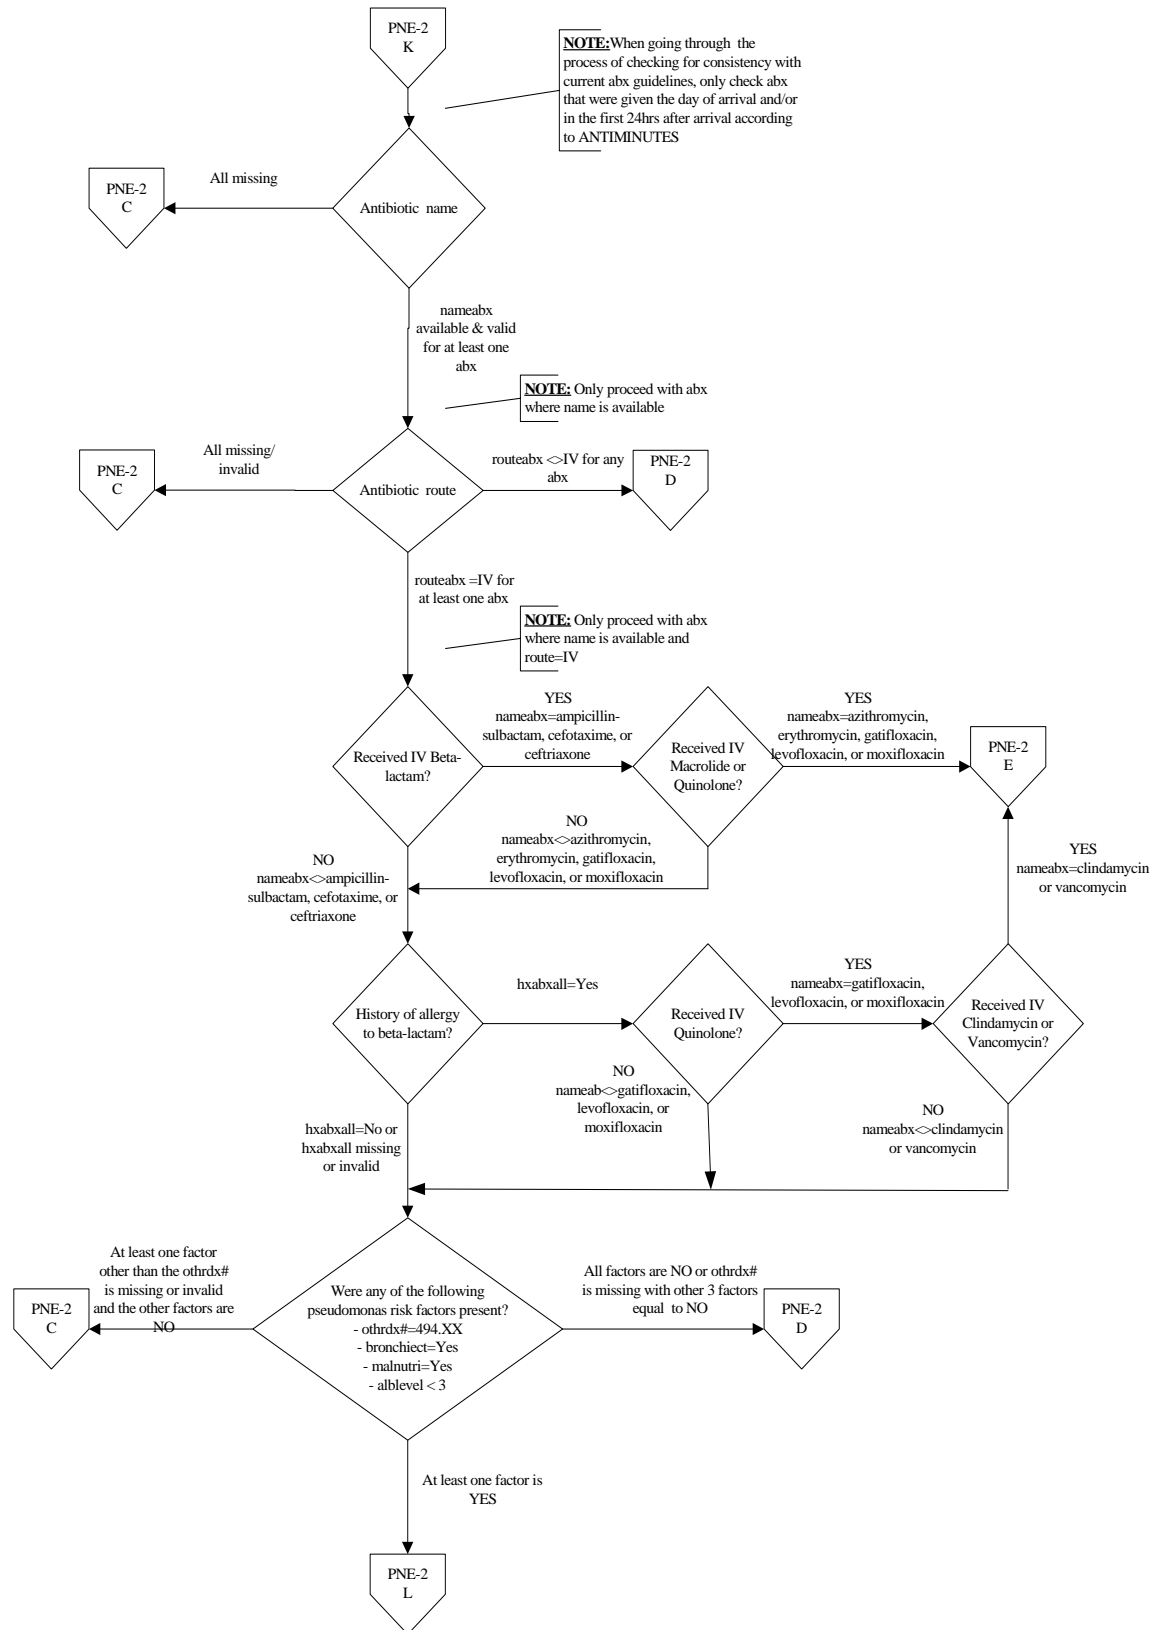 PNE-2
K
NOTE:When going through the
process of checking for consistency with
current abx guidelines, only check abx
that were given the day of arrival and/or
in the first 24hrs after arrival according
to ANTIMINUTES
All missing
PNE-2
C
Antibiotic name
nameabx
available & valid
for at least one
abx
NOTE: Only proceed with abx
where name is available
All missing/
invalid
PNE-2
C
Antibiotic route
routeabx <>IV for any
abx
PNE-2
D
routeabx =IV for
at least one abx
NOTE: Only proceed with abx
where name is available and
route=IV
Received IV Beta-
lactam?
YES
nameabx=ampicillin-
sulbactam, cefotaxime, or
ceftriaxone
Received IV
Macrolide or
Quinolone?
YES
nameabx=azithromycin,
erythromycin, gatifloxacin,
levofloxacin, or moxifloxacin
PNE-2
E
NO
nameabx<>azithromycin,
erythromycin, gatifloxacin,
levofloxacin, or moxifloxacin
NO
nameabx<>ampicillin-
sulbactam, cefotaxime, or
ceftriaxone
YES
nameabx=clindamycin
or vancomycin
History of allergy
to beta-lactam?
hxabxall=Yes
Received IV
Quinolone?
YES
nameabx=gatifloxacin,
levofloxacin, or moxifloxacin
Received IV
Clindamycin or
Vancomycin?
NO
nameab<>gatifloxacin,
levofloxacin, or
moxifloxacin
NO
nameabx<>clindamycin
or vancomycin
hxabxall=No or
hxabxall missing
or invalid
At least one factor
other than the othrdx#
is missing or invalid
and the other factors are
NO
PNE-2
C
Were any of the following
pseudomonas risk factors present?
- othrdx#=494.XX
- bronchiect=Yes
- malnutri=Yes
- alblevel < 3
All factors are NO or othrdx#
is missing with other 3 factors
equal to NO
PNE-2
D
At least one factor is
YES
PNE-2
L